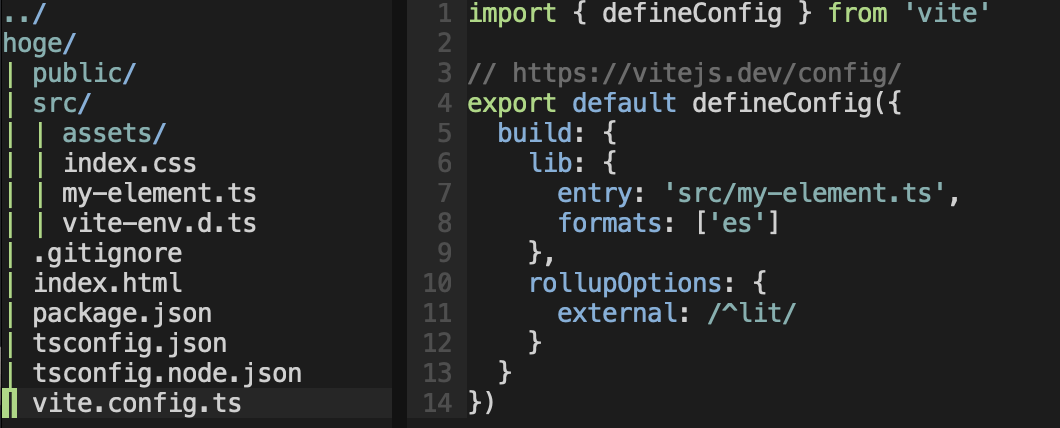 ../
hoge/
| public/
| src/
| | assets/
| | index.css
| | my-element.ts
| | vite-env.d.ts
| .gitignore
| index.html
| package.json
| tsconfig.json
| tsconfig.node.json
| vite.config.ts
1 import { defineConfig } from 'vite'
2
3 // https://vitejs.dev/config/
4 export default defineConfig({
5   build: {
6     lib: {
7       entry: 'src/my-element.ts',
8       formats: ['es']
9     },
10     rollupOptions: {
11       external: /^lit/
12     }
13   }
14 })